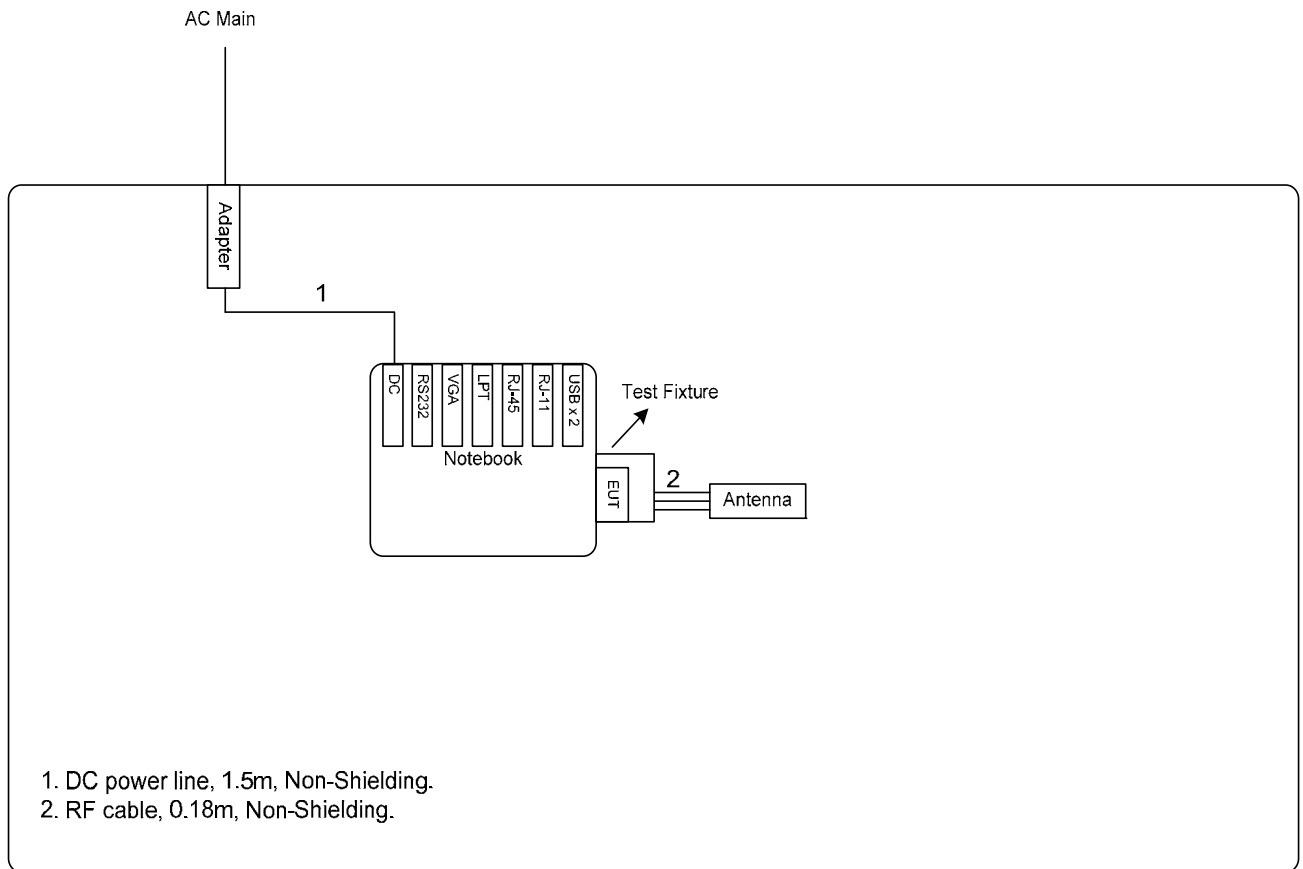 AC Main
Adapter
1
DC
RS232
VGA
LPT
RJ-45
RJ-11
USB x 2
Notebook
Test Fixture
EUT
2
Antenna
1. DC power line, 1.5m, Non-Shielding.
2. RF cable, 0.18m, Non-Shielding.